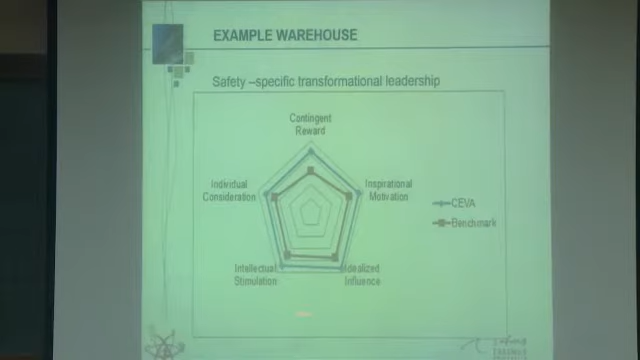 EXAMPLE WAREHOUSE
Safety –specific transformational leadership
Contingent
Reward
Individual
Consideration
Inspirational
Motivation
CEVA
Benchmark
Intellectual
Stimulation
Idealized
Influence